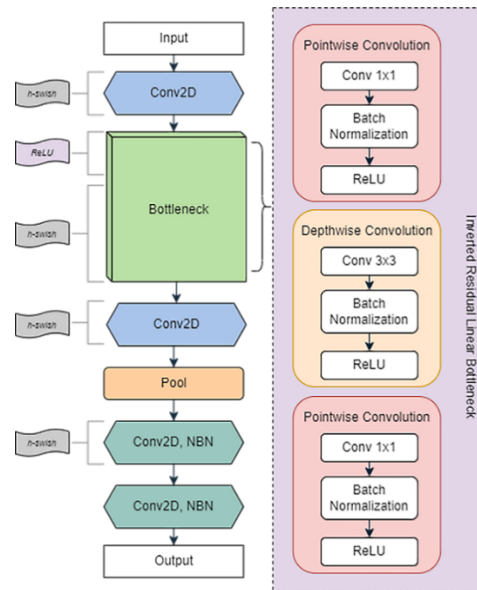 Input
h-swish
Conv2D
ReLU
h-swish
Bottleneck
h-swish
Conv2D
Pool
h-swish
Conv2D, NBN
Conv2D, NBN
Output
Pointwise Convolution
Conv 1x1
Batch
Normalization
ReLU
Depthwise Convolution
Conv 3x3
Batch
Normalization
ReLU
Pointwise Convolution
Conv 1x1
Batch
Normalization
ReLU
Inverted Residual Linear
Bottleneck